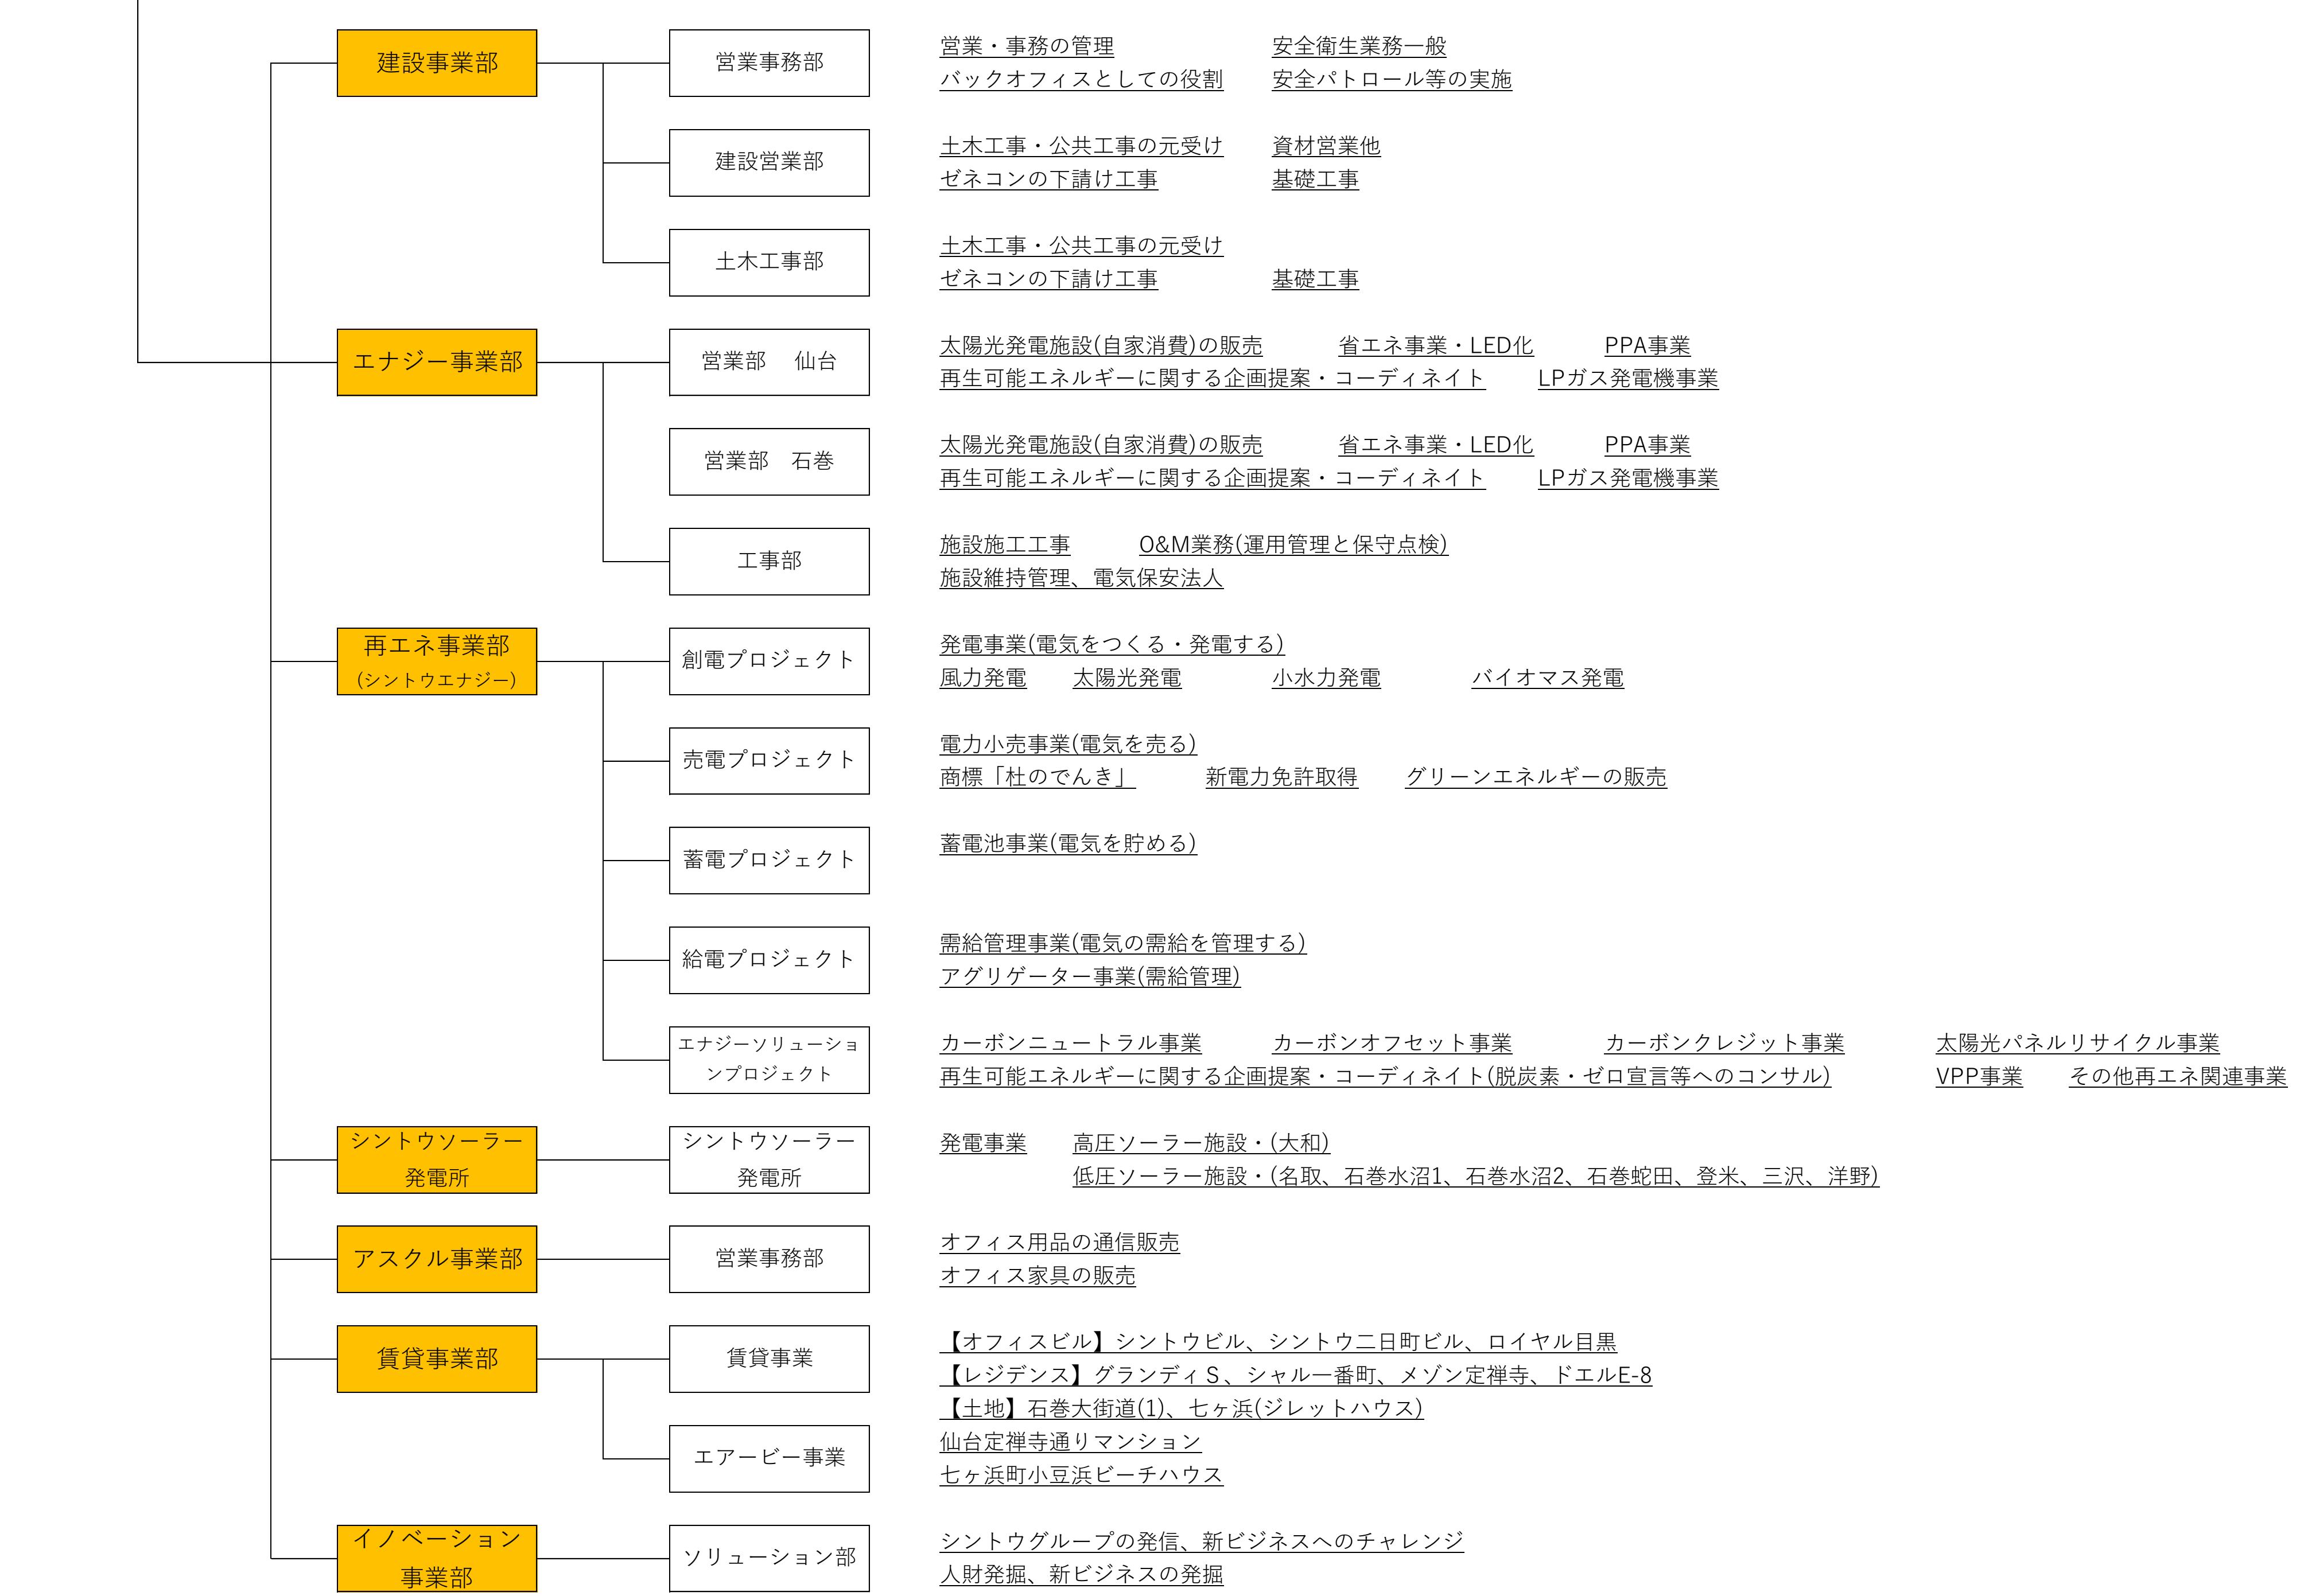 建設事業部
営業事務部
営業・事務の管理 安全衛生業務一般
バックオフィスとしての役割 安全パトロール等の実施
建設営業部
土木工事・公共工事の元受け 資材営業他
ゼネコンの下請け工事 基礎工事
土木工事部
土木工事・公共工事の元受け
ゼネコンの下請け工事 基礎工事
エナジー事業部
営業部 仙台
太陽光発電施設(自家消費)の販売 省エネ事業・LED化 PPA事業
再生可能エネルギーに関する企画提案・コーディネイト LPガス発電機事業
営業部 石巻
太陽光発電施設(自家消費)の販売 省エネ事業・LED化 PPA事業
再生可能エネルギーに関する企画提案・コーディネイト LPガス発電機事業
工事部
施設施工工事 O&M業務(運用管理と保守点検)
施設維持管理、電気保安法人
再エネ事業部
(シントウエナジー)
創電プロジェクト
発電事業(電気をつくる・発電する)
風力発電 太陽光発電 小水力発電 バイオマス発電
売電プロジェクト
電力小売事業(電気を売る)
商標「杜のでんき」 新電力免許取得 グリーンエネルギーの販売
蓄電プロジェクト
蓄電池事業(電気を貯める)
給電プロジェクト
需給管理事業(電気の需給を管理する)
アグリゲーター事業(需給管理)
エナジーソリューショ
ンプロジェクト
カーボンニュートラル事業 カーボンオフセット事業 カーボンクレジット事業 太陽光パネルリサイクル事業
再生可能エネルギーに関する企画提案・コーディネイト(脱炭素・ゼロ宣言等へのコンサル) VPP事業 その他再エネ関連事業
シントウソーラー
発電所
シントウソーラー
発電所
発電事業 高圧ソーラー施設・(大和)
低圧ソーラー施設・(名取、石巻水沼1、石巻水沼2、石巻蛇田、登米、三沢、洋野)
アスクル事業部
営業事務部
オフィス用品の通信販売
オフィス家具の販売
賃貸事業部
賃貸事業
【オフィスビル】シントウビル、シントウ二日町ビル、ロイヤル目黒
【レジデンス】グランディＳ、シャル一番町、メゾン定禅寺、ドエルE-8
【土地】石巻大街道(1)、七ヶ浜(ジレットハウス)
エアービー事業
仙台定禅寺通りマンション
七ヶ浜町小豆浜ビーチハウス
イノベーション
事業部
ソリューション部
シントウグループの発信、新ビジネスへのチャレンジ
人財発掘、新ビジネスの発掘